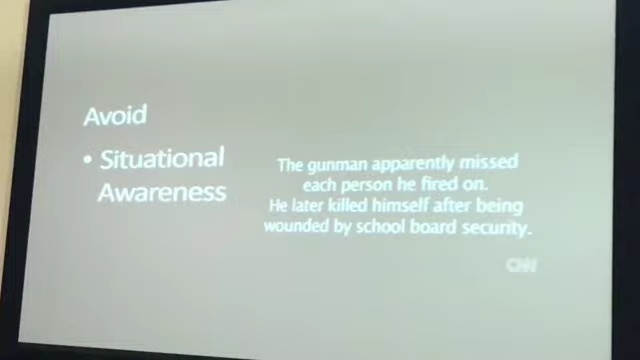 Avoid
• Situational
Awareness
The gunman apparently missed
each person he fired on.
He later killed himself after being
wounded by school board security.
CNN